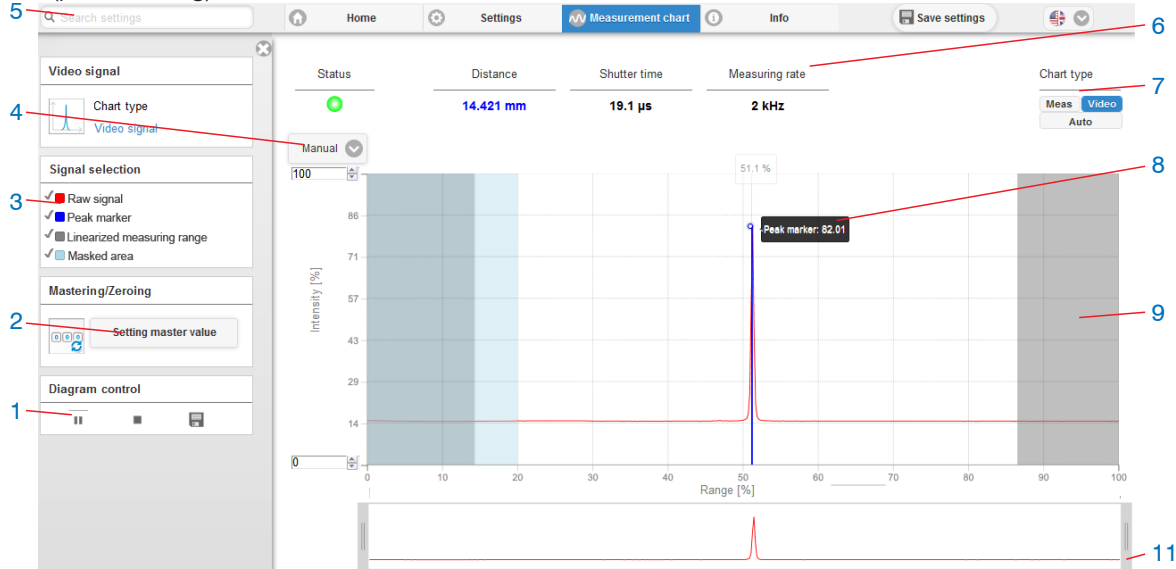 5
Search settings
Home
Settings
Measurement chart
Info
Save settings
6
Video signal
Chart type
Video signal
4
Status
Distance
Shutter time
Measuring rate
Chart type
14.421 mm
19.1 µs
2 kHz
Meas
Video
Auto
7
Manual
Signal selection
3
Raw signal
Peak marker
Linearized measuring range
Masked area
Mastering/Zeroing
2
000
Setting master value
Diagram control
1
100
51.1 %
8
86
Peak marker: 82.01
71
Intensity [%]
57
9
43
29
14
0
0
10
20
30
40
50
60
70
80
90
100
Range [%]
11